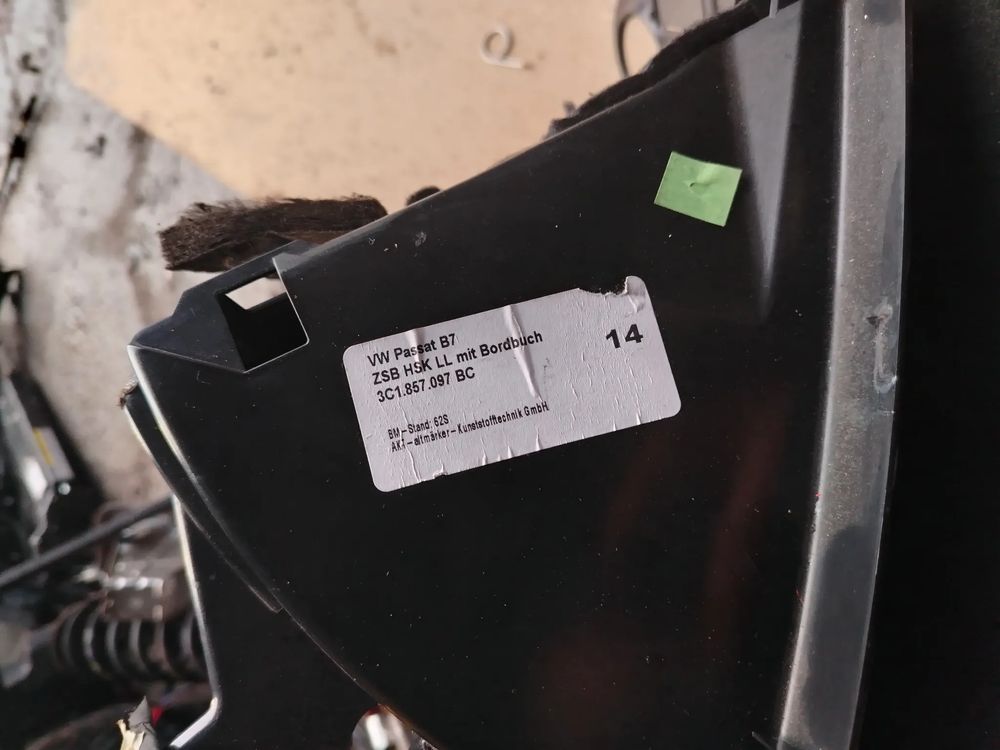 VW Passat B7
ZSB HSK LL mit Bordbuch
3C1.857.097 BC
14
BM-Stand: 62S
AKT-altmärker-Kunststofftechnik GmbH